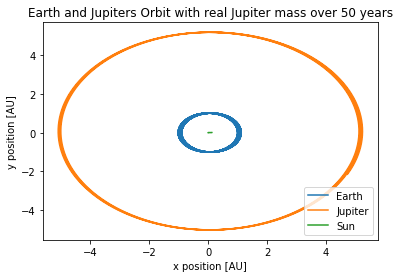 Earth and Jupiters Orbit with real Jupiter mass over 50 years
4
2
0
−2
−4
y position [AU]
−4
−2
0
2
4
x position [AU]
Earth
Jupiter
Sun